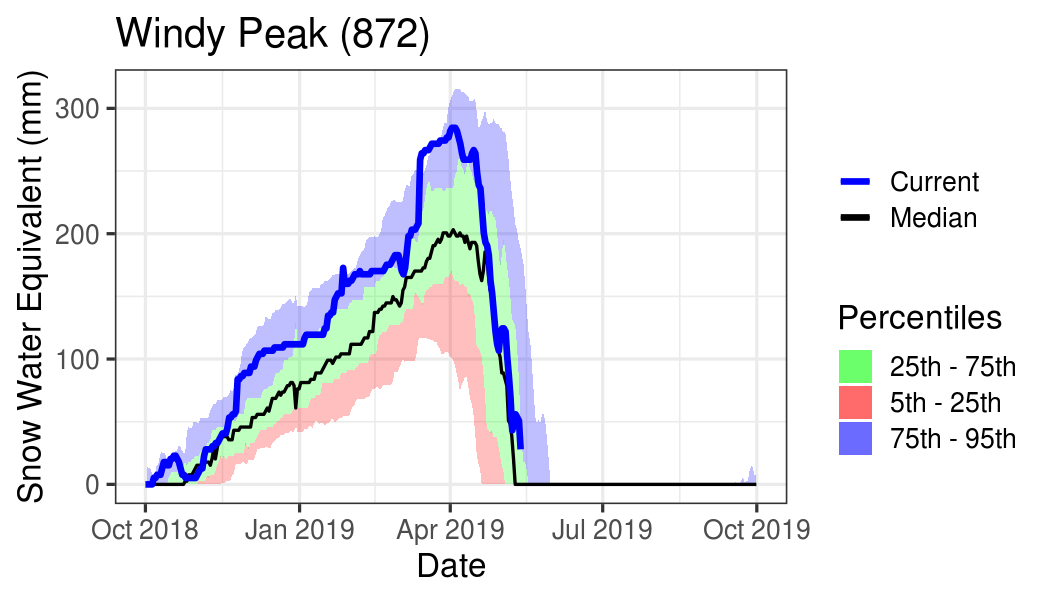 Windy Peak (872)
Snow Water Equivalent (mm)
300
200
100
0
Oct 2018
Jan 2019
Apr 2019
Jul 2019
Oct 2019
Date
Current
Median
Percentiles
25th - 75th
5th - 25th
75th - 95th